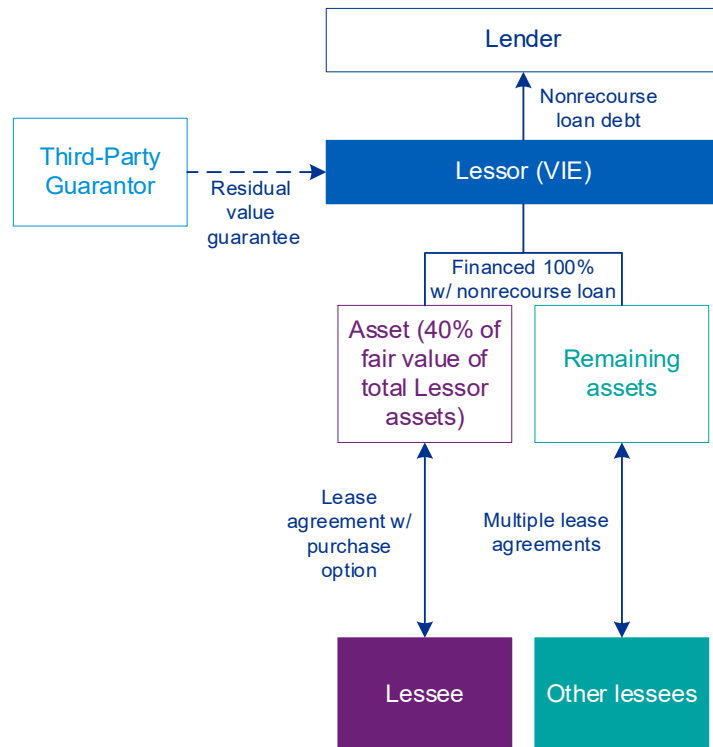 Lender
Nonrecourse
loan debt
Third-Party
Guarantor
Residual
value
guarantee
Lessor (VIE)
Financed 100%
w/ nonrecourse loan
Asset (40% of
fair value of
total Lessor
assets)
Remaining
assets
Lease
agreement w/
purchase
option
Multiple lease
agreements
Lessee
Other lessees